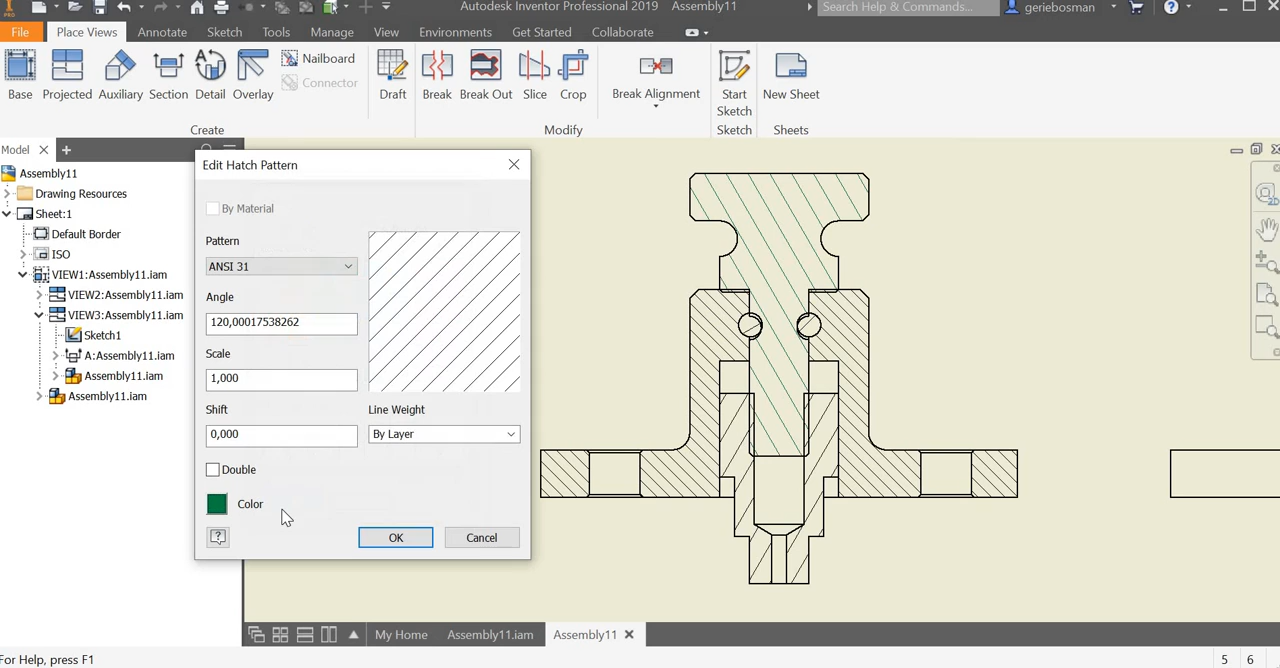 PRO
Autodesk Inventor Professional 2019 Assembly11
Search Help & Commands...
geriebosman
File Place Views Annotate Sketch Tools Manage View Environments Get Started Collaborate
Base Projected Auxiliary Section Detail Overlay
Nailboard
Connector
Draft
Break Break Out Slice Crop
Break Alignment
Start
Sketch
New Sheet
Create Modify Sketch Sheets
Model
Assembly11
Drawing Resources
Sheet:1
Default Border
ISO
VIEW1:Assembly11.iam
VIEW2:Assembly11.iam
VIEW3:Assembly11.iam
Sketch1
A:Assembly11.iam
Assembly11.iam
Assembly11.iam
Edit Hatch Pattern
By Material
Pattern
ANSI 31
Angle
120,00017538262
Scale
1,000
Shift
0,000
Line Weight
By Layer
Double
Color
OK Cancel
My Home Assembly11.iam Assembly11
For Help, press F1
5 6